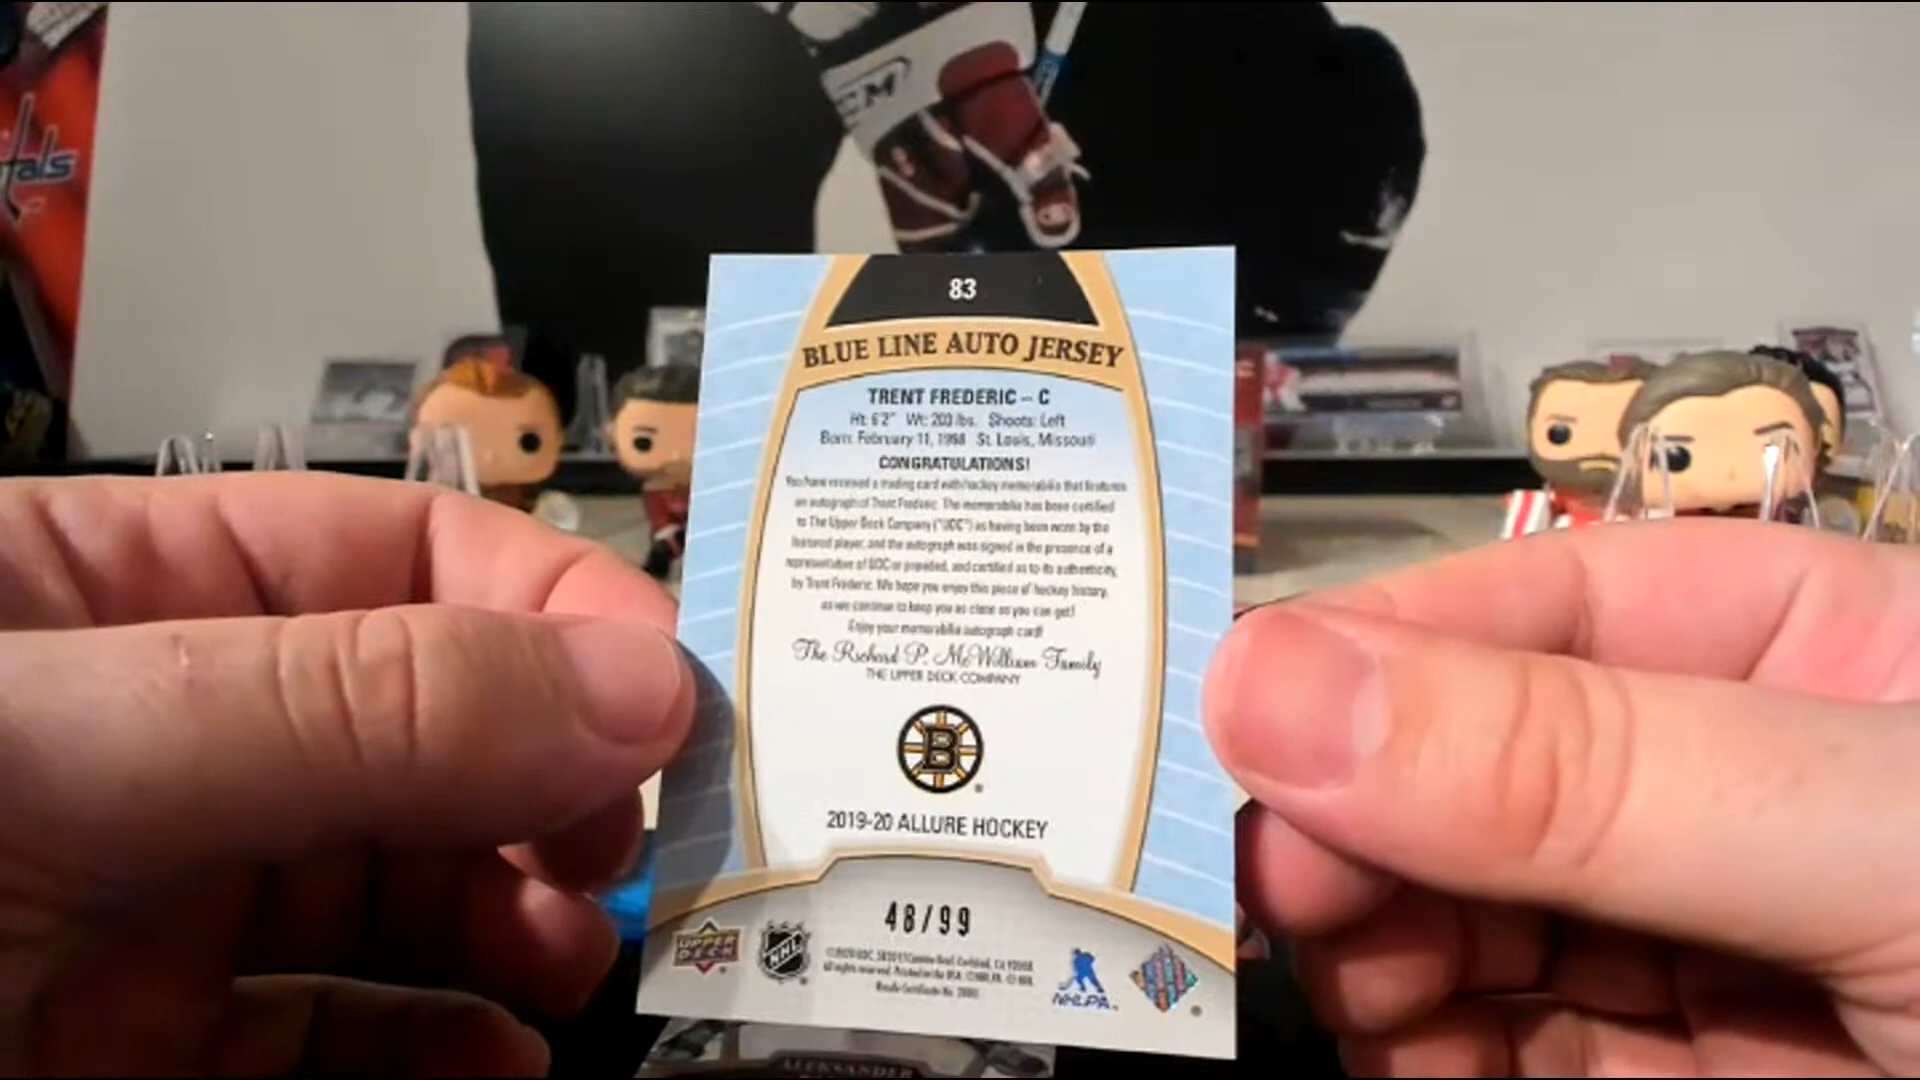 CCM
tals
83
BLUE LINE AUTO JERSEY
TRENT FREDERIC – C
Ht: 6'2" Wt: 203 lbs. Shoots: Left
Born: February 11, 1998 St. Louis, Missouri
CONGRATULATIONS!
You have received a trading card with hockey memorabilia that features
an autograph of Trent Frederic. The memorabilia has been certified
to The Upper Deck Company ("UDC") as having been worn by the
featured player, and the autograph was signed in the presence of a
representative of UDC or provided, and certified as to its authenticity,
by Trent Frederic. We hope you enjoy this piece of hockey history,
as we continue to keep you as close as you can get!
Enjoy your memorabilia autograph card!
The Richard P. McWilliam Family
THE UPPER DECK COMPANY
B
2019-20 ALLURE HOCKEY
48/99
UPPER DECK
NHL
NHLPA
ALEKSANDER